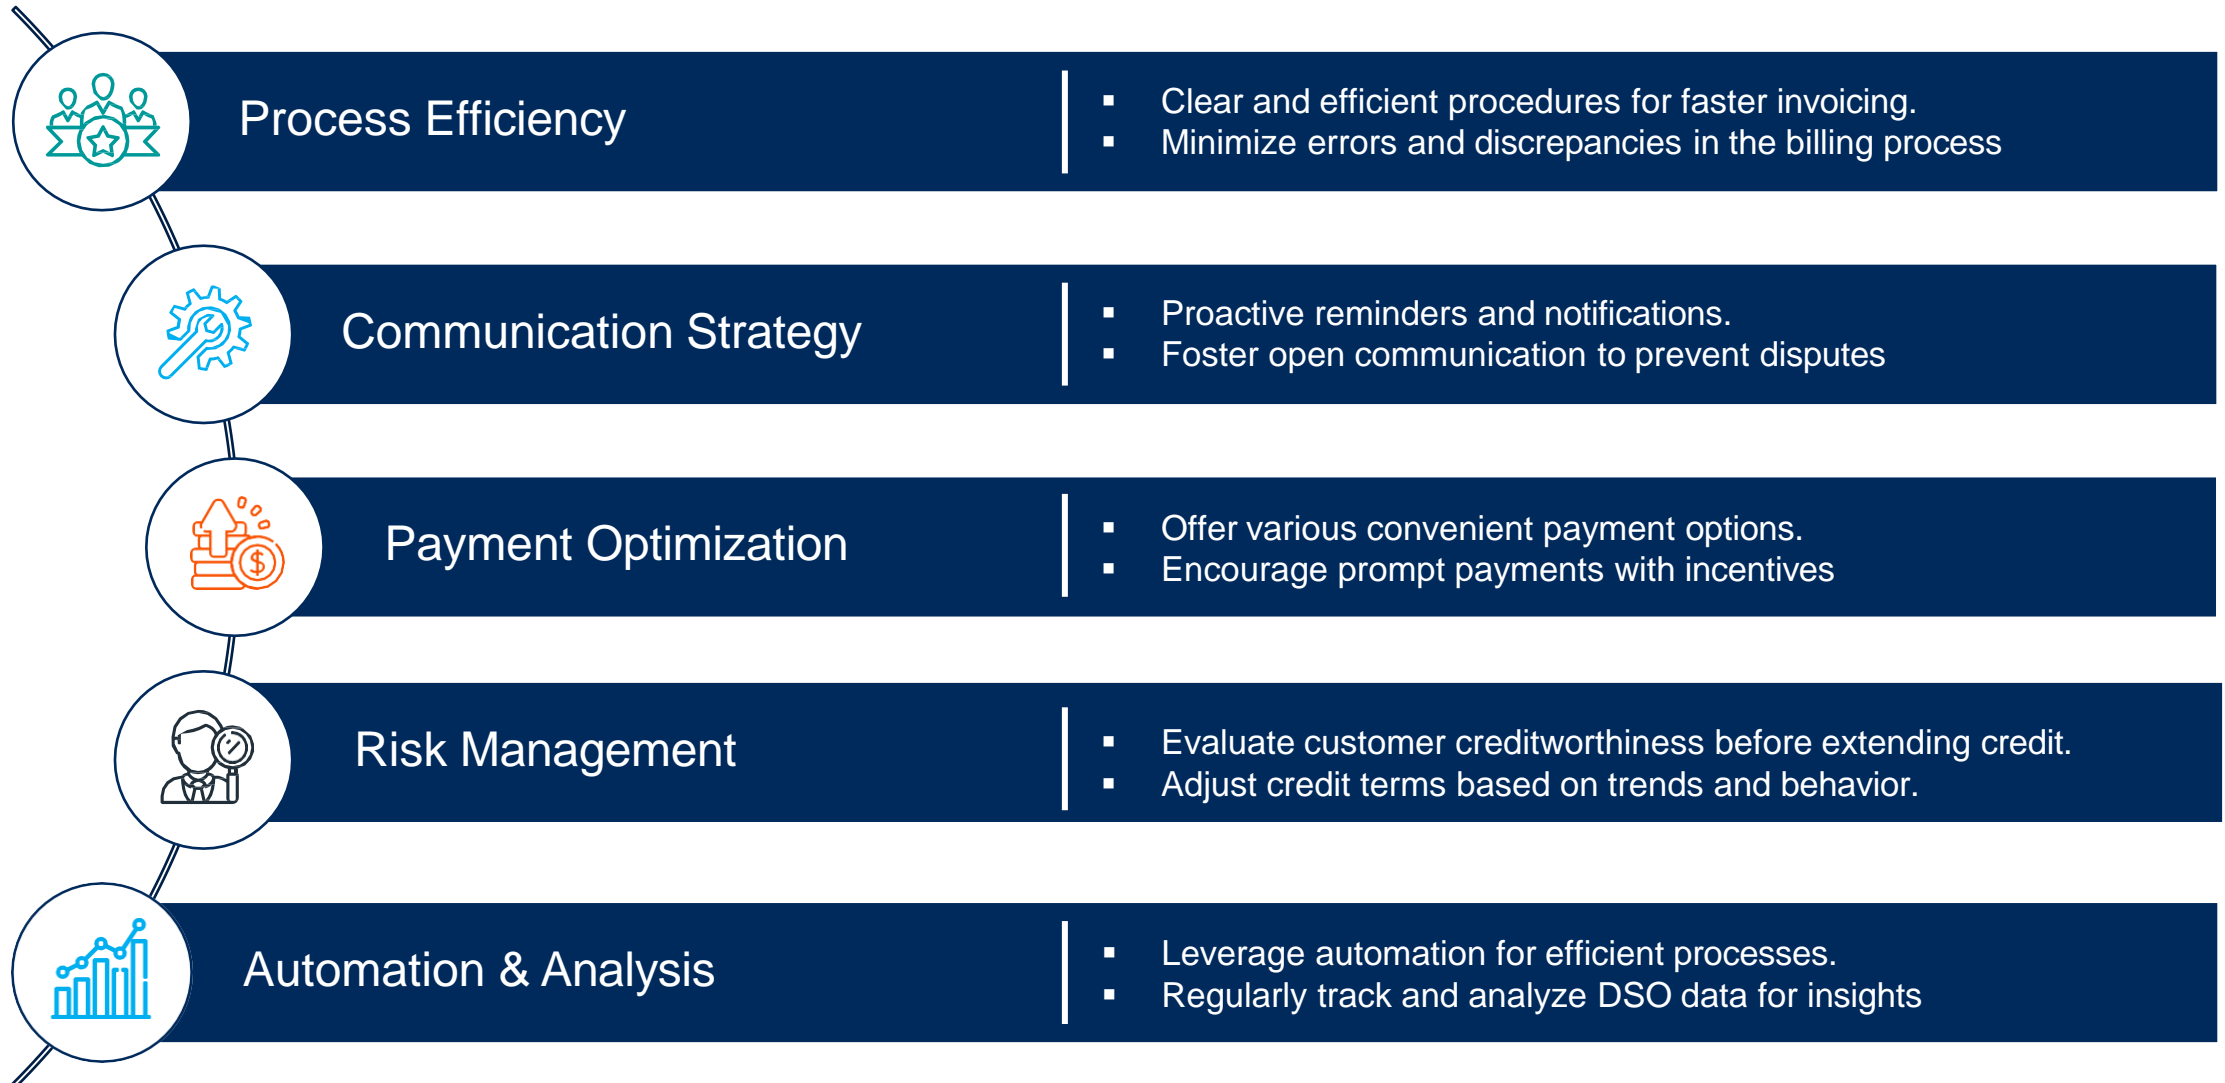 Process Efficiency
▪ Clear and efficient procedures for faster invoicing.
▪ Minimize errors and discrepancies in the billing process
Communication Strategy
▪ Proactive reminders and notifications.
▪ Foster open communication to prevent disputes
Payment Optimization
▪ Offer various convenient payment options.
▪ Encourage prompt payments with incentives
Risk Management
▪ Evaluate customer creditworthiness before extending credit.
▪ Adjust credit terms based on trends and behavior.
Automation & Analysis
▪ Leverage automation for efficient processes.
▪ Regularly track and analyze DSO data for insights